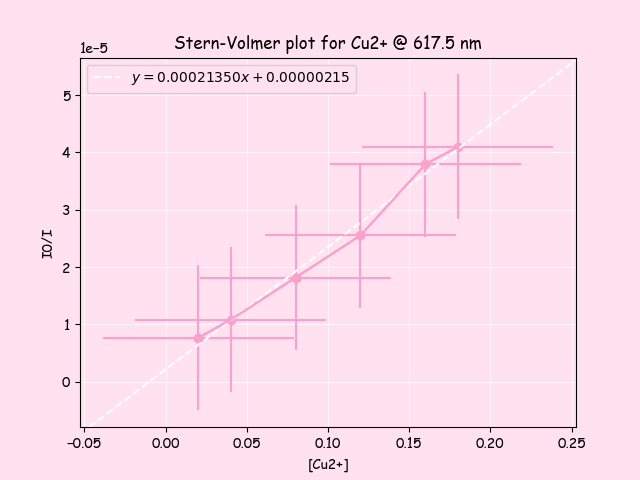 Stern-Volmer plot for Cu2+ @ 617.5 nm
1e-5
y = 0.00021350x + 0.00000215
5
4
3
2
1
0
I0/I
-0.05 0.00 0.05 0.10 0.15 0.20 0.25
[Cu2+]